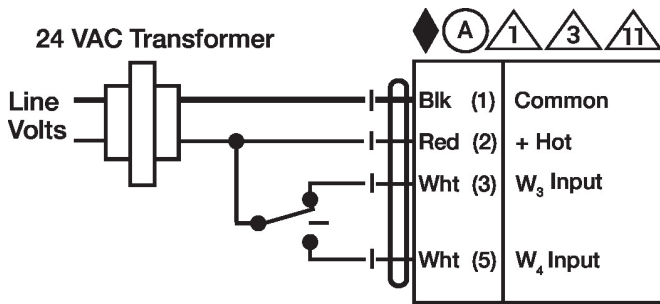 24 VAC Transformer
A 1 3 11
Line Volts
Blk (1) Common
Red (2) + Hot
Wht (3) W3 Input
Wht (5) W4 Input